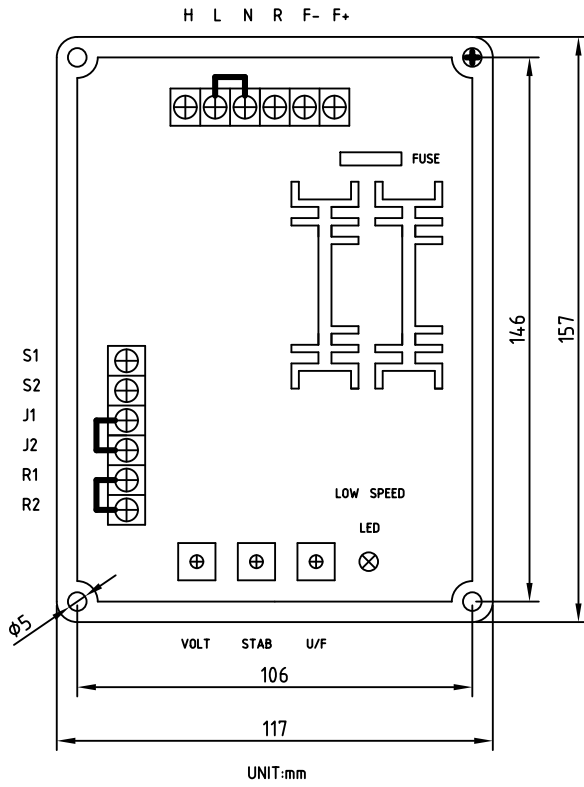 H L N R F- F+
FUSE
146
157
S1
S2
J1
J2
R1
R2
LOW SPEED
LED
Φ5
VOLT STAB U/F
106
117
UNIT:mm